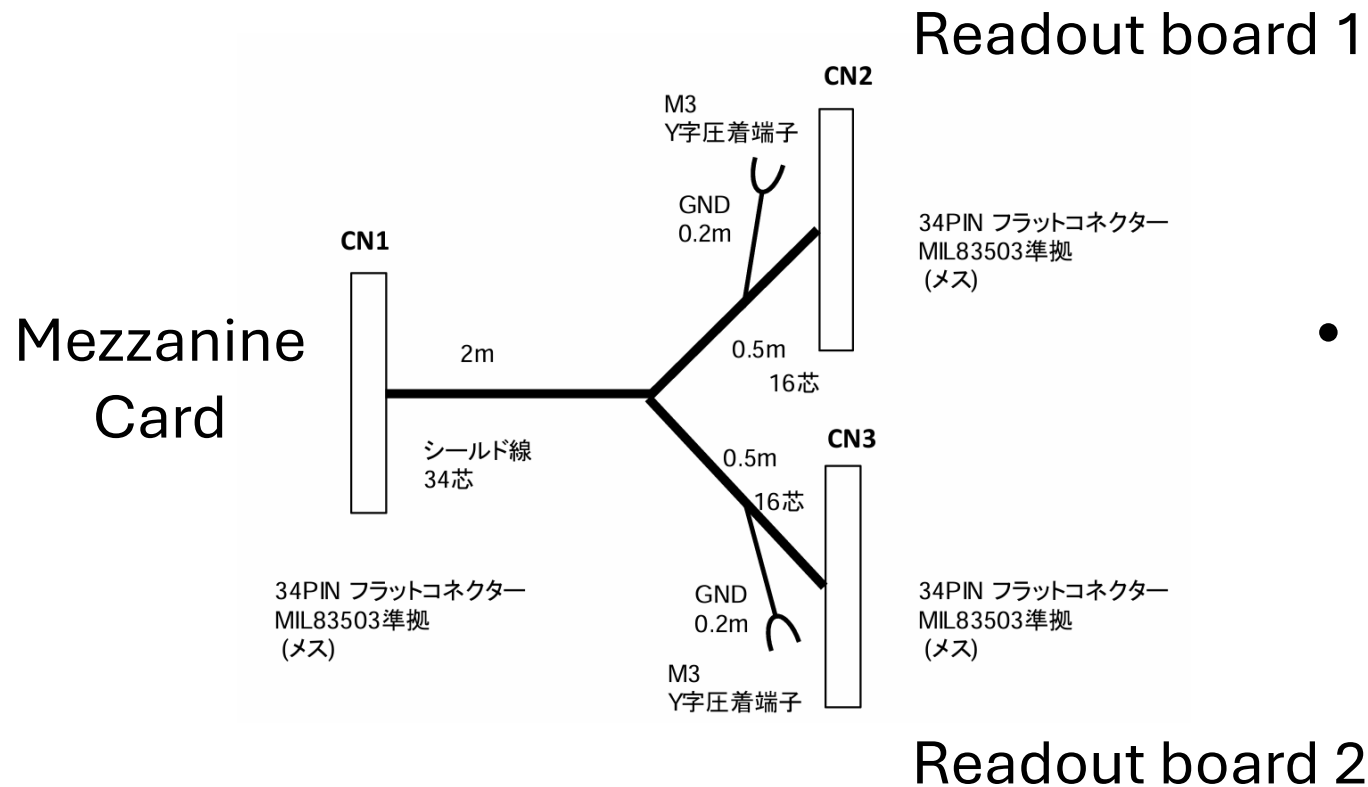 Readout board 1
CN2
M3
Y字圧着端子
GND
0.2m
34PIN フラットコネクター
MIL83503準拠
(メス)
CN1
Mezzanine
Card
2m
0.5m
16芯
•
シールド線
34芯
CN3
0.5m
16芯
34PIN フラットコネクター
MIL83503準拠
(メス)
GND
0.2m
34PIN フラットコネクター
MIL83503準拠
(メス)
M3
Y字圧着端子
Readout board 2